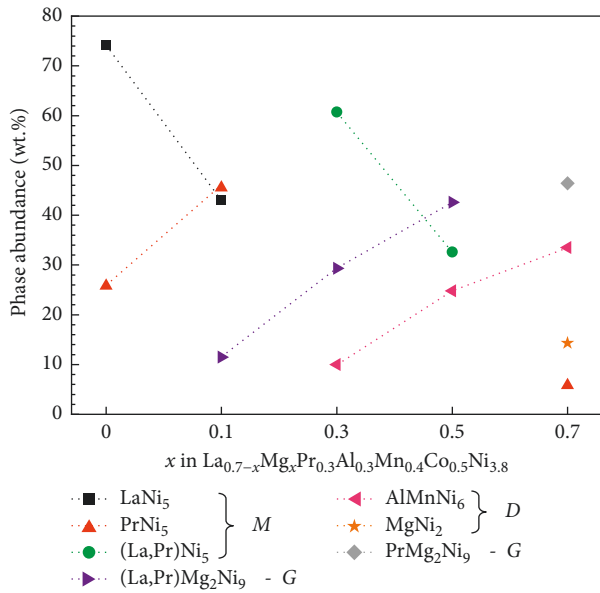 80
70
60
50
40
30
20
10
0
Phase abundance (wt.%)
0 0.1 0.3 0.5 0.7
x in La₀.₇₋ₓMgₓPr₀.₃Al₀.₃Mn₀.₄Co₀.₅Ni₃.₈
LaNi₅
PrNi₅
(La,Pr)Ni₅
M
(La,Pr)Mg₂Ni₉ - G
AlMnNi₆
MgNi₂
D
PrMg₂Ni₉ - G